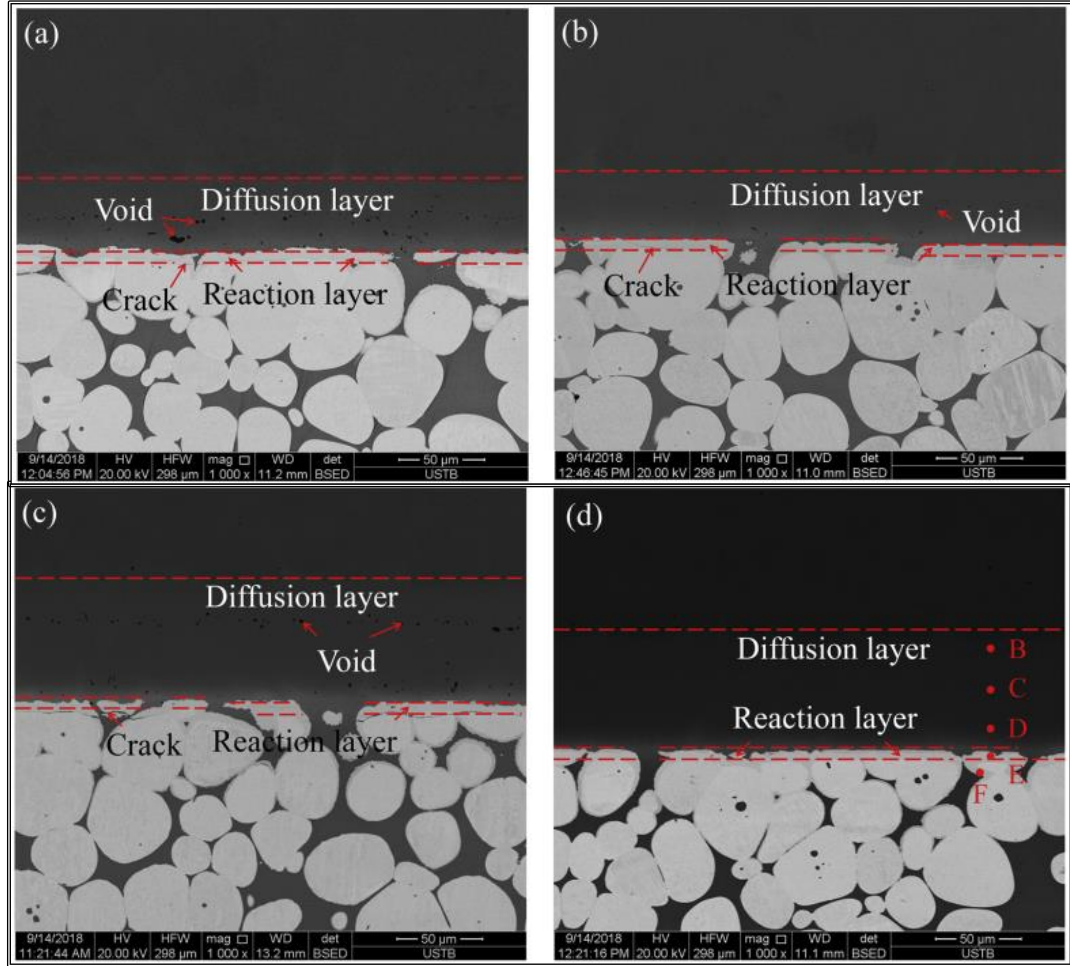 (a)
Void
Diffusion layer
Crack
Reaction layer
9/14/2018 HV HFW mag □ WD det 50 µm
12:04:56 PM 20.00 kV 298 µm 1 000 x 11.2 mm BSED USTB
(b)
Diffusion layer
Void
Crack
Reaction layer
9/14/2018 HV HFW mag □ WD det 50 µm
12:46:45 PM 20.00 kV 298 µm 1 000 x 11.0 mm BSED USTB
(c)
Diffusion layer
Void
Crack
Reaction layer
9/14/2018 HV HFW mag □ WD det 50 µm
11:21:44 AM 20.00 kV 298 µm 1 000 x 13.2 mm BSED USTB
(d)
Diffusion layer
B
C
Reaction layer
D
E
F
9/14/2018 HV HFW mag □ WD det 50 µm
12:21:16 PM 20.00 kV 298 µm 1 000 x 11.0 mm BSED USTB